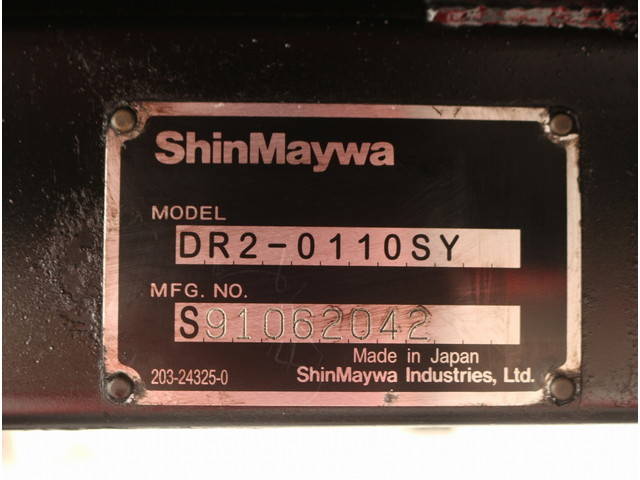 ShinMaywa
MODEL
DR2-0110SY
MFG. NO.
S91062042
Made in Japan
203-24325-0 ShinMaywa Industries, Ltd.